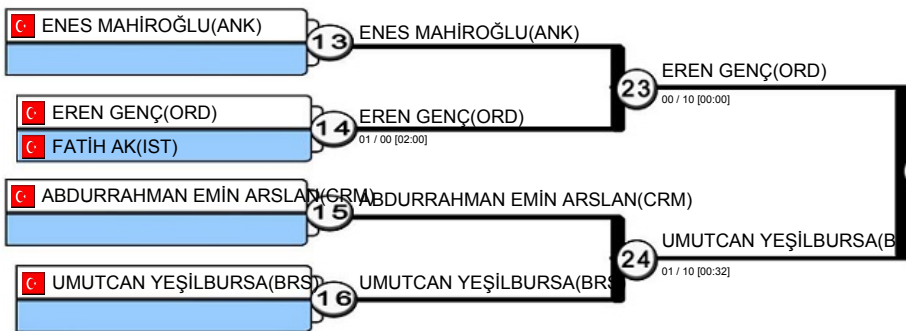 ENES MAHİROĞLU(ANK)
13
ENES MAHİROĞLU(ANK)
23
EREN GENÇ(ORD)
00 / 10 [00:00]
EREN GENÇ(ORD)
FATİH AK(IST)
14
EREN GENÇ(ORD)
01 / 00 [02:00]
ABDURRAHMAN EMİN ARSLAN(CRM)
15
ABDURRAHMAN EMİN ARSLAN(CRM)
24
UMUTCAN YEŞİLBURSA(B
01 / 10 [00:32]
UMUTCAN YEŞİLBURSA(BRS)
16
UMUTCAN YEŞİLBURSA(BRS